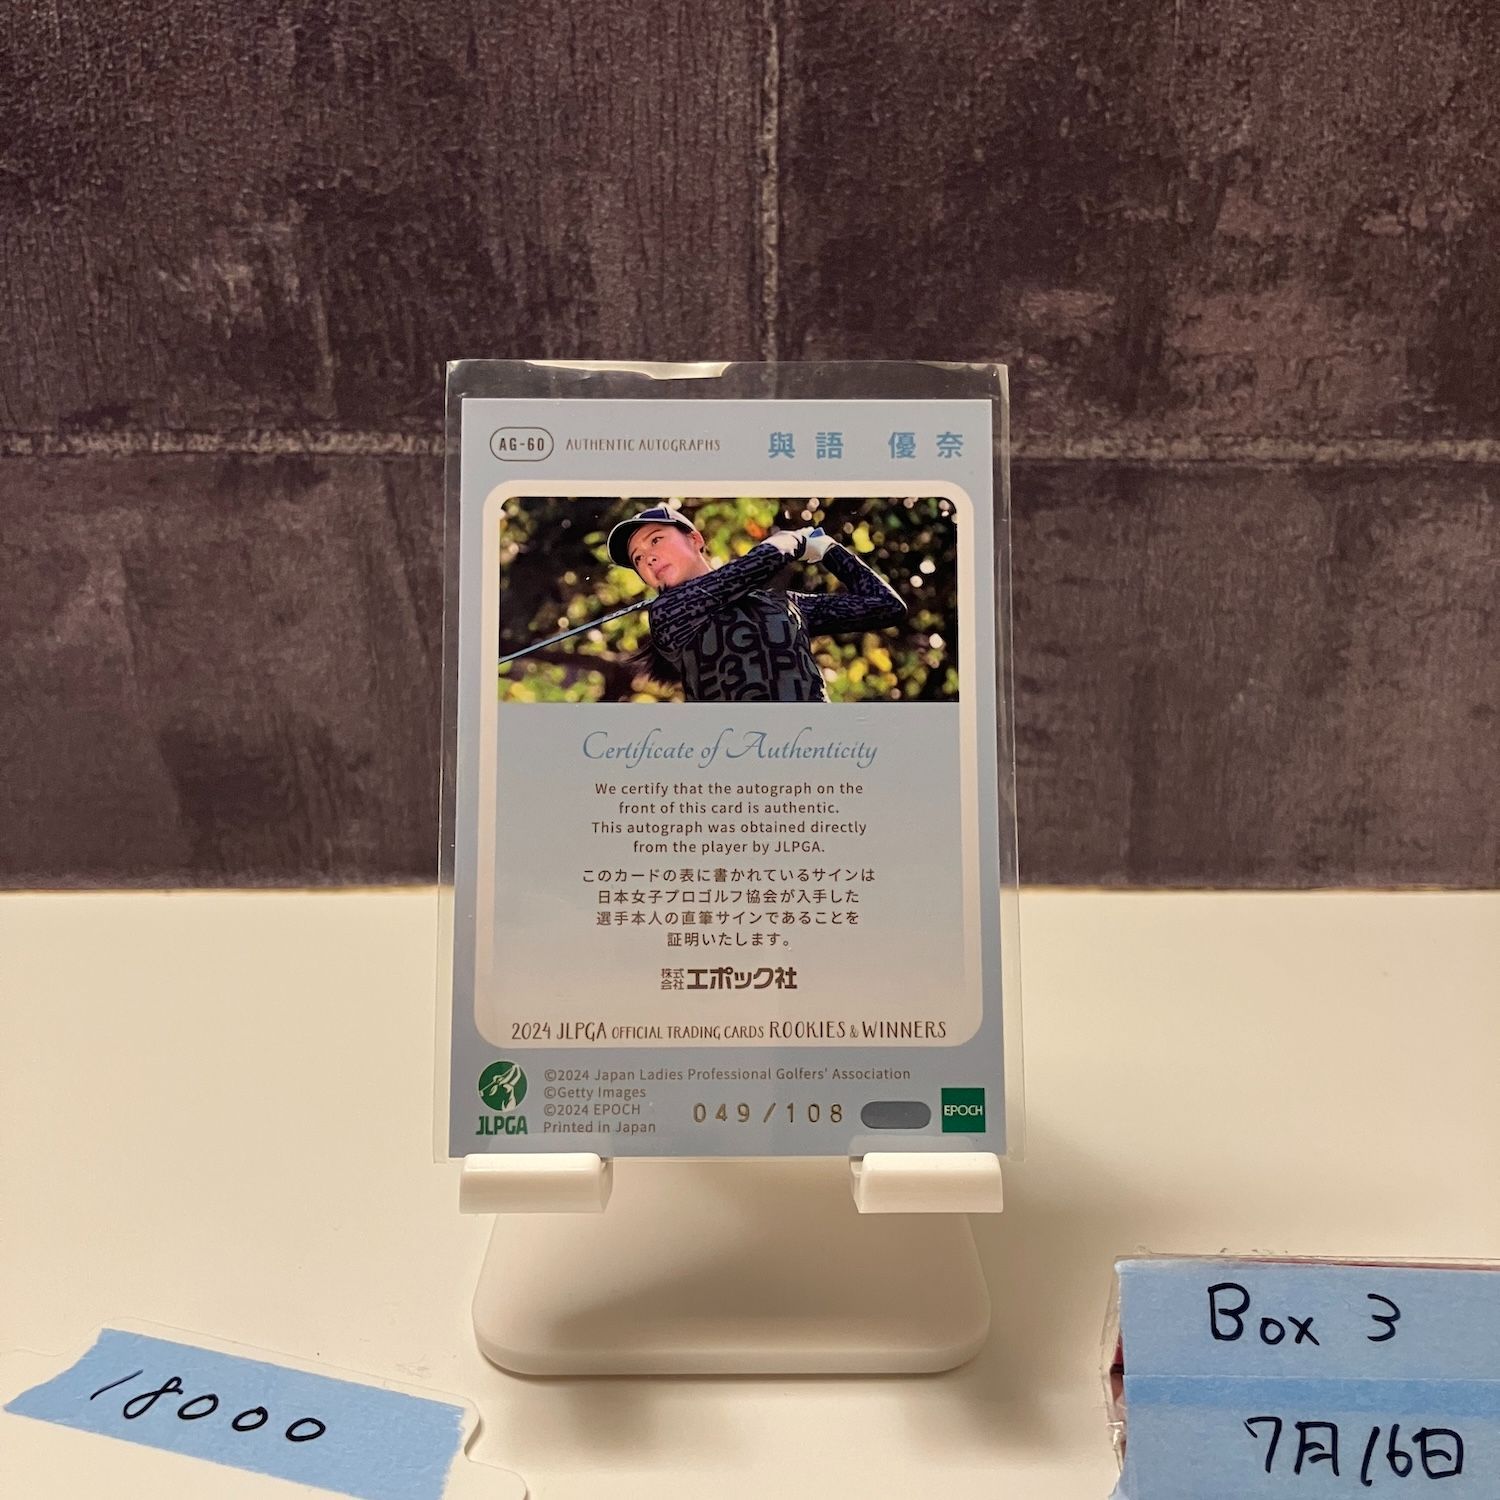 AG-60 AUTHENTIC AUTOGRAPHS 與語 優奈
Certificate of Authenticity
We certify that the autograph on the
front of this card is authentic.
This autograph was obtained directly
from the player by JLPGA.
このカードの表に書かれているサインは
日本女子プロゴルフ協会が入手した
選手本人の直筆サインであることを
証明いたします。
株式会社エポック社
2024 JLPGA OFFICIAL TRADING CARDS ROOKIES & WINNERS
©2024 Japan Ladies Professional Golfers' Association
©Getty Images
©2024 EPOCH
Printed in Japan
JLPGA
049/108
EPOCH
18000
Box 3
7月16日